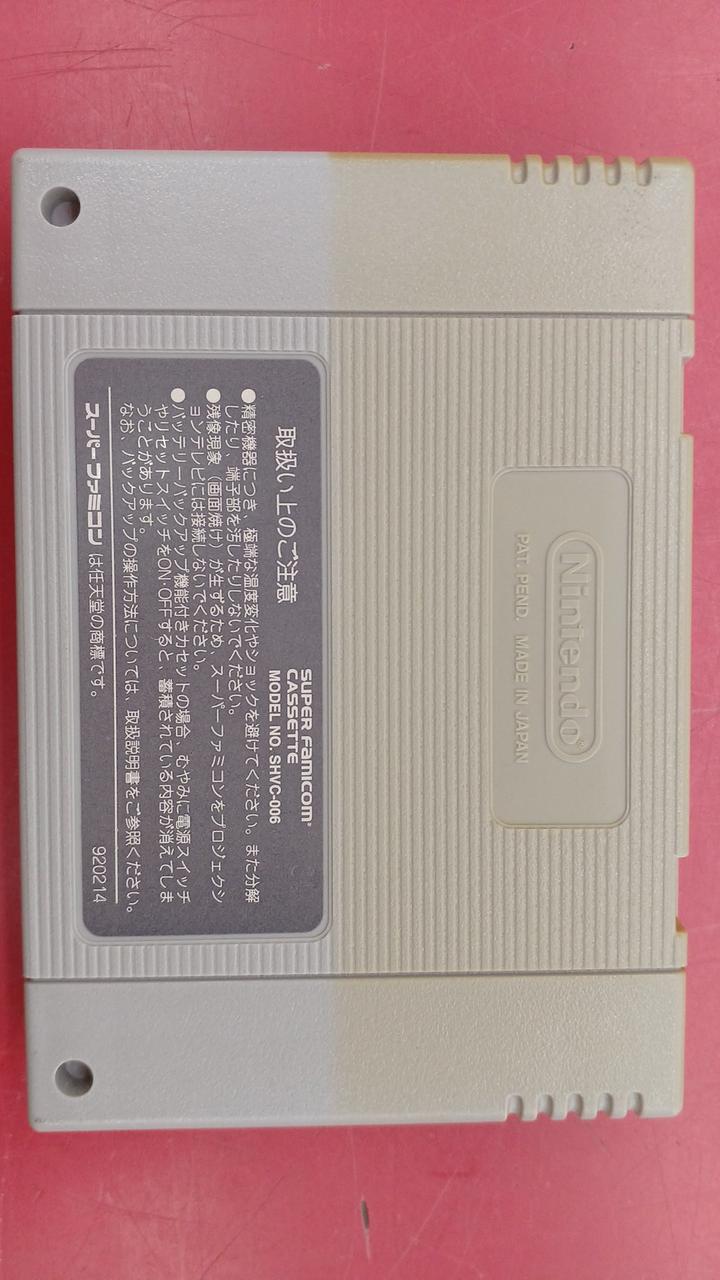 Nintendo®
PAT. PEND. MADE IN JAPAN
SUPER Famicom®
CASSETTE
MODEL NO. SHVC-006
取扱い上のご注意
●精密機器につき、極端な温度変化やショックを避けてください。また分解
したり、端子部を汚したりしないでください。
●残像現象(画面焼け)が生ずるため、スーパーファミコンをプロジェクシ
ョンテレビには接続しないでください。
●バッテリーバックアップ機能付きカセットの場合、むやみに電源スイッチ
やリセットスイッチをON・OFFすると、蓄積されている内容が消えてしま
うことがあります。
なお、バックアップの操作方法については、取扱説明書をご参照ください。
スーパーファミコン は任天堂の商標です。
920214